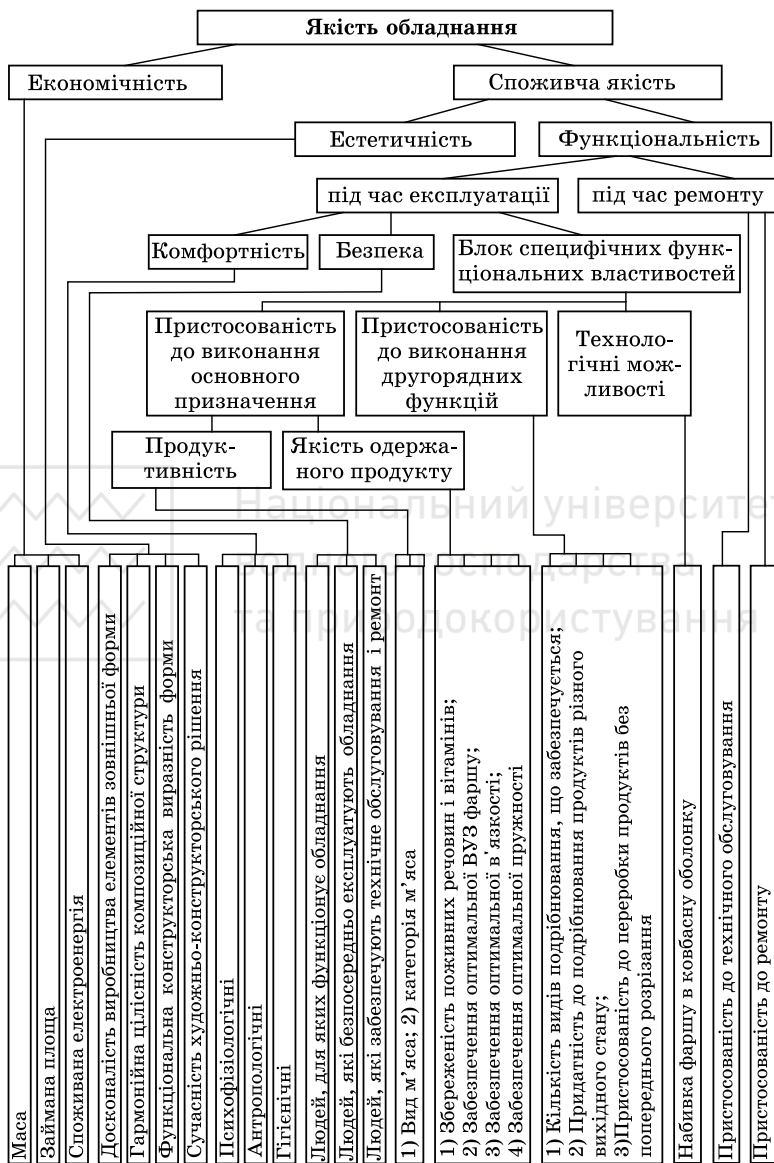 Якість обладнання
Економічність
Споживча якість
Естетичність
Функціональність
під час експлуатації
під час ремонту
Комфортність
Безпека
Блок специфічних функ-
ціональних властивостей
Пристосованість
до виконання
основного
призначення
Пристосованість
до виконання
другорядних
функцій
Техноло-
гічні мож-
ливості
Продук-
тивність
Якість одержа-
ного продукту
Національний університет
водного господарства
та природокористування
Маса
Займана площа
Споживана електроенергія
Досконалість виробництва елементів зовнішньої форми
Гармонійна цілісність композиційної структури
Функціональна конструкторська виразність форми
Сучасність художньо-конструкторського рішення
Психофізіологічні
Антропологічні
Гігієнічні
Людей, для яких функціонує обладнання
Людей, які безпосередньо експлуатують обладнання
Людей, які забезпечують технічне обслуговування і ремонт
1) Вид м’яса; 2) категорія м’яса
1) Збереженість поживних речовин і вітамінів;
2) Забезпечення оптимальної ВУЗ фаршу;
3) Забезпечення оптимальної в'язкості;
4) Забезпечення оптимальної пружності
1) Кількість видів подрібнювання, що забезпечується;
2) Придатність до подрібнювання продуктів різного
вихідного стану;
3)Пристосованість до переробки продуктів без
попереднього розрізання
Набивка фаршу в ковбасну оболонку
Пристосованість до технічного обслуговування
Пристосованість до ремонту